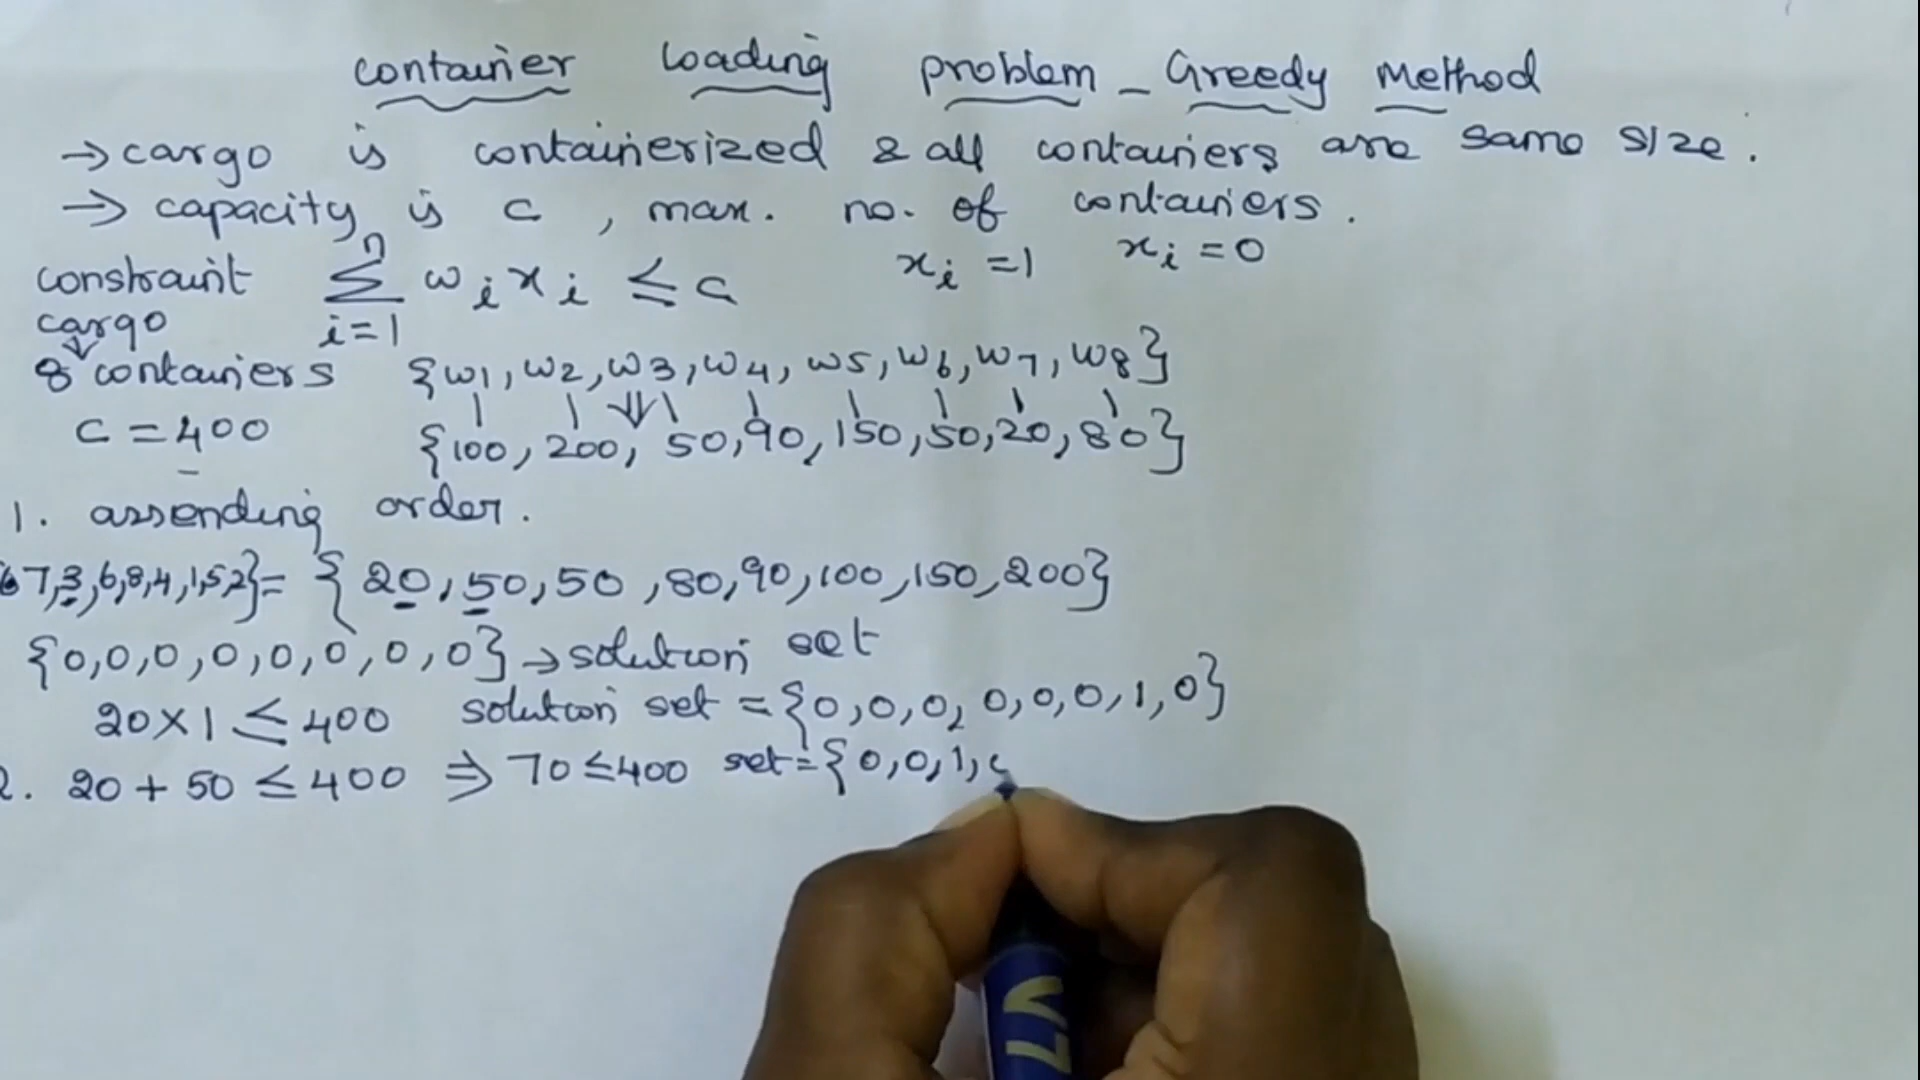 container loading problem - Greedy Method
→ cargo is containerized & all containers are same size.
→ capacity is c, max. no. of containers.
constraint n Σ i=1 wᵢxᵢ ≤ c xᵢ = 1 xᵢ = 0
cargo
8 containers {w1, w2, w3, w4, w5, w6, w7, w8}
c = 400 {100, 200, 50, 90, 150, 50, 20, 80}
1. assending order.
7,3,6,8,4,1,5,2} = {20, 50, 50, 80, 90, 100, 150, 200}
{0,0,0,0,0,0,0,0} → solution set
20×1 ≤ 400 solution set = {0,0,0,0,0,0,1,0}
2. 20 + 50 ≤ 400 ⇒ 70 ≤ 400 set = {0,0,1,
V7